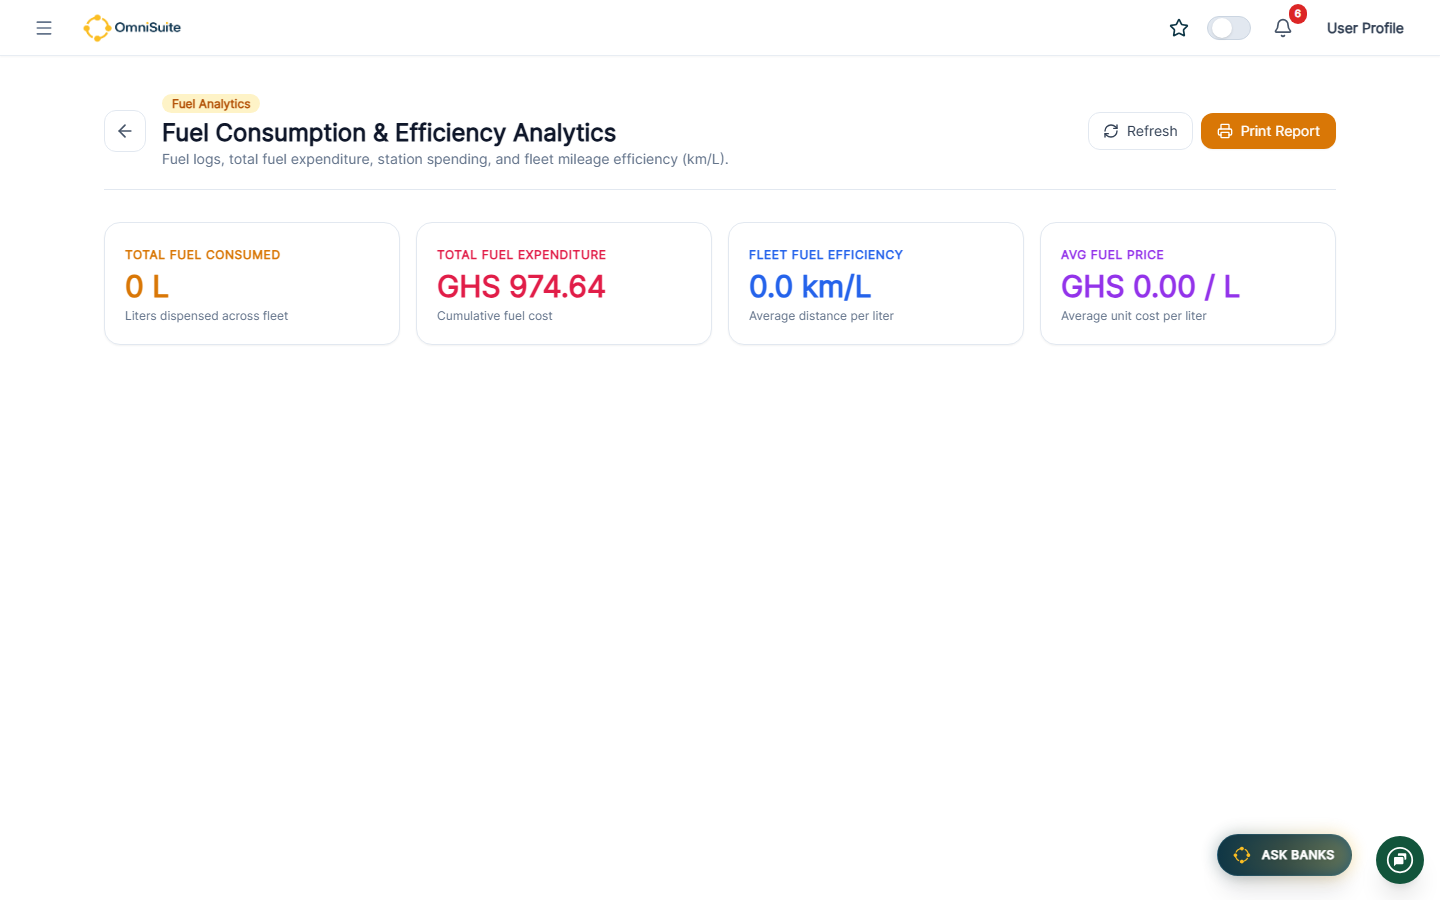 OmniSuite
6
User Profile
Fuel Analytics
Fuel Consumption & Efficiency Analytics
Fuel logs, total fuel expenditure, station spending, and fleet mileage efficiency (km/L).
Refresh
Print Report
TOTAL FUEL CONSUMED
0 L
Liters dispensed across fleet
TOTAL FUEL EXPENDITURE
GHS 974.64
Cumulative fuel cost
FLEET FUEL EFFICIENCY
0.0 km/L
Average distance per liter
AVG FUEL PRICE
GHS 0.00 / L
Average unit cost per liter
ASK BANKS